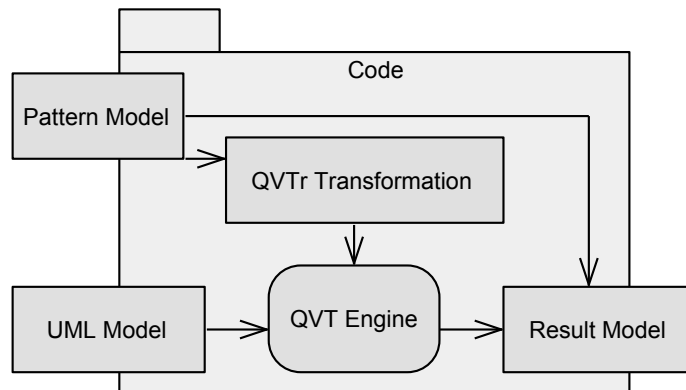 Code
Pattern Model
QVTr Transformation
UML Model
QVT Engine
Result Model